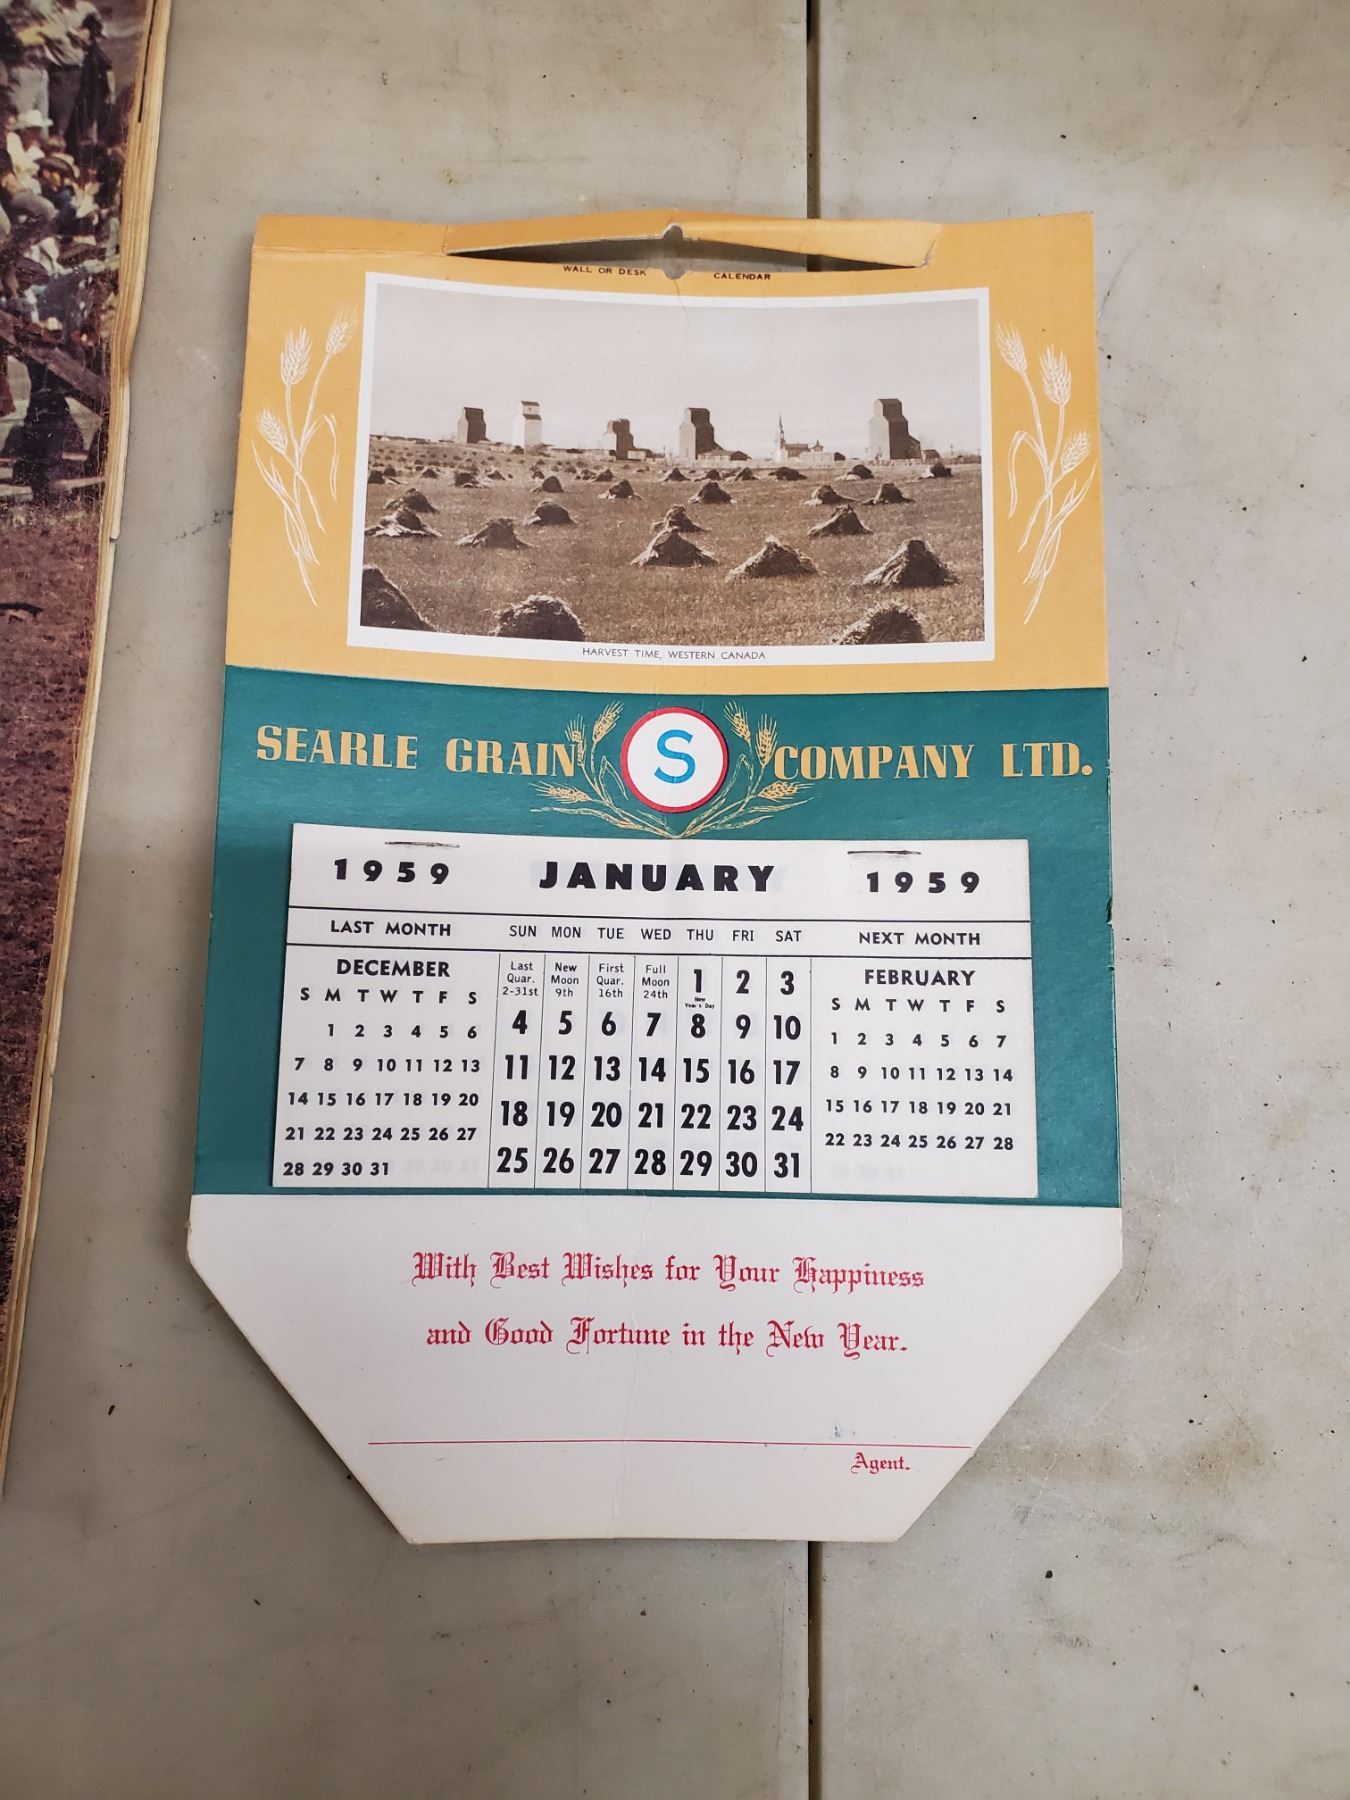 WALL OR DESK CALENDAR
HARVEST TIME, WESTERN CANADA
SEARLE GRAIN S COMPANY LTD.
1959 JANUARY 1959
LAST MONTH SUN MON TUE WED THU FRI SAT NEXT MONTH
DECEMBER
S M T W T F S
1 2 3 4 5 6
7 8 9 10 11 12 13
14 15 16 17 18 19 20
21 22 23 24 25 26 27
28 29 30 31
Last Quar. 2-31st New Moon 9th First Quar. 16th Full Moon 24th 1 2 3
New Year's Day
4 5 6 7 8 9 10
11 12 13 14 15 16 17
18 19 20 21 22 23 24
25 26 27 28 29 30 31
FEBRUARY
S M T W T F S
1 2 3 4 5 6 7
8 9 10 11 12 13 14
15 16 17 18 19 20 21
22 23 24 25 26 27 28
With Best Wishes for Your Happiness
and Good Fortune in the New Year.
Agent.